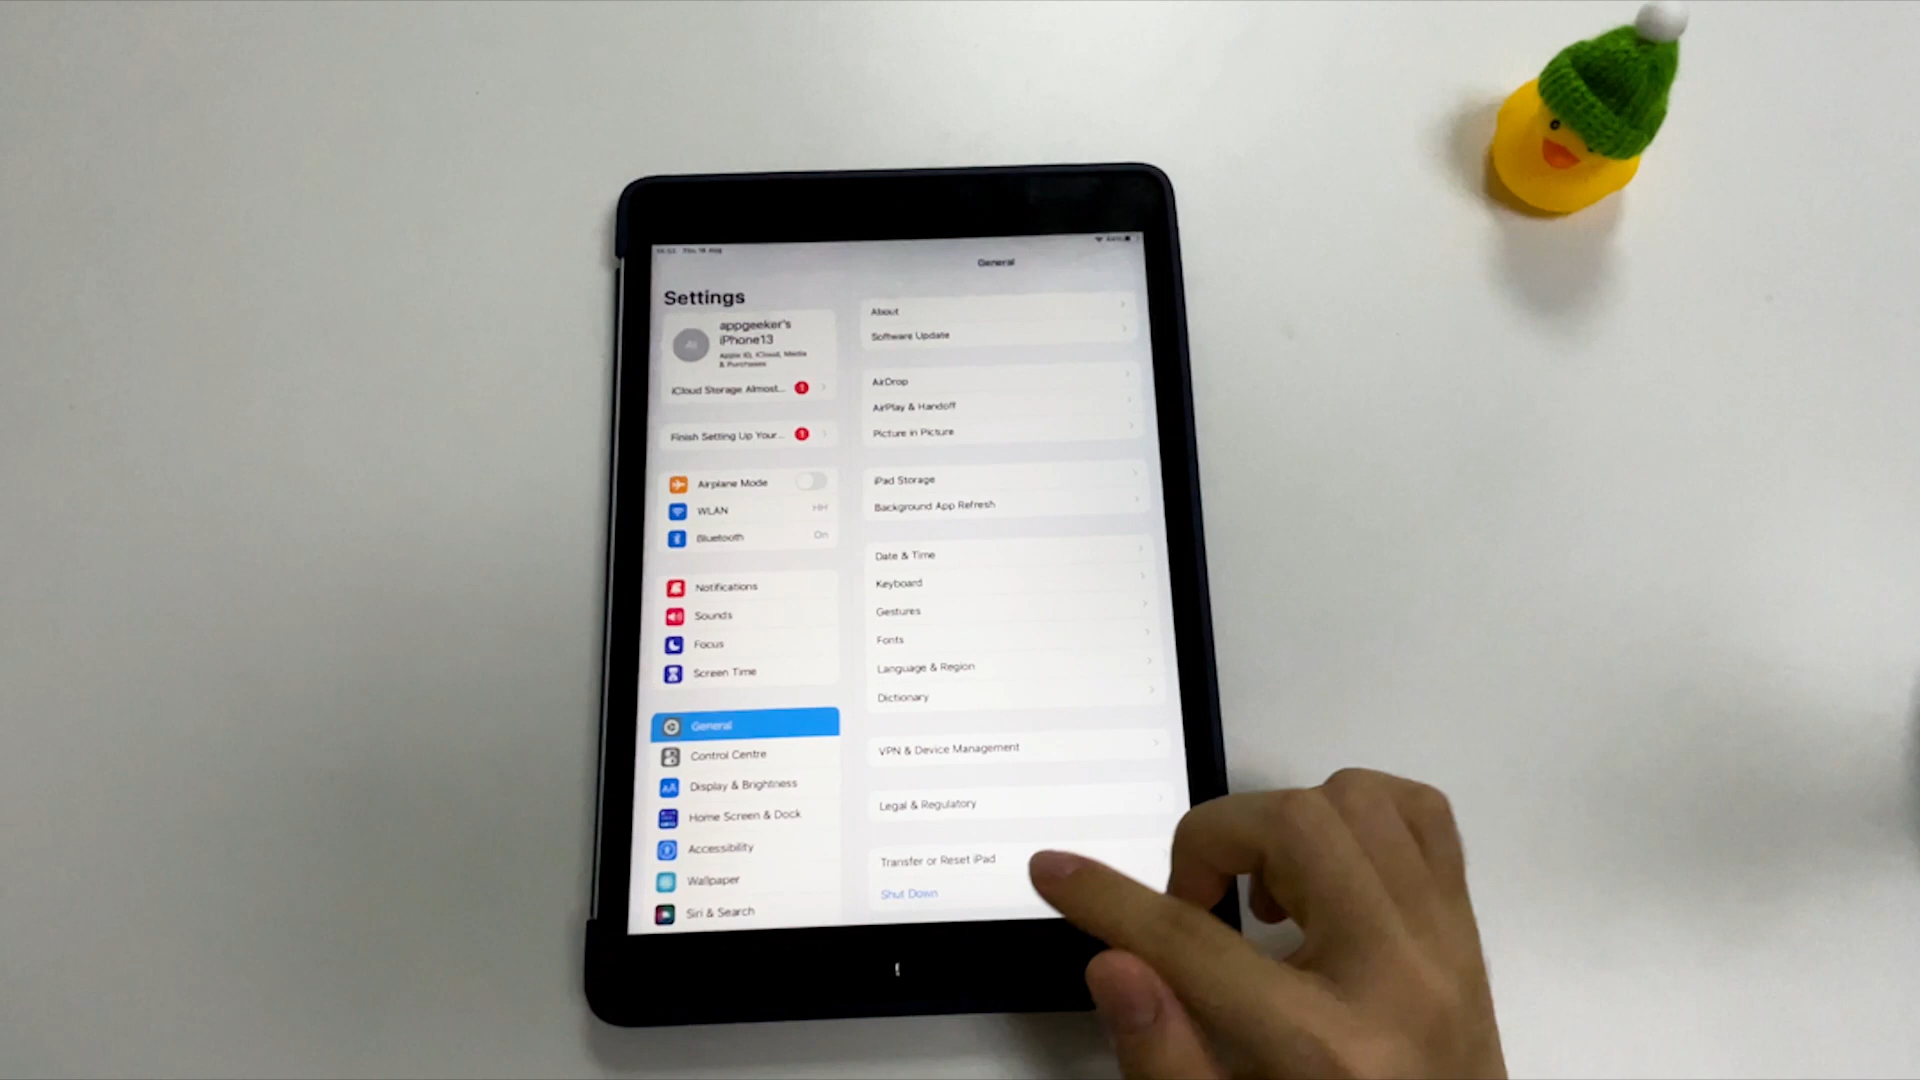 General
Settings
appgeeker's
iPhone13
Apple ID, iCloud, Media
& Purchases
iCloud Storage Almost... 1
Finish Setting Up Your... 1
Airplane Mode
WLAN HH
Bluetooth On
Notifications
Sounds
Focus
Screen Time
General
Control Centre
Display & Brightness
Home Screen & Dock
Accessibility
Wallpaper
Siri & Search
About
Software Update
AirDrop
AirPlay & Handoff
Picture in Picture
iPad Storage
Background App Refresh
Date & Time
Keyboard
Gestures
Fonts
Language & Region
Dictionary
VPN & Device Management
Legal & Regulatory
Transfer or Reset iPad
Shut Down